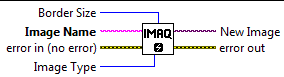 Border Size
Image Name
New Image
IMAQ
error in (no error)
error out
Image Type